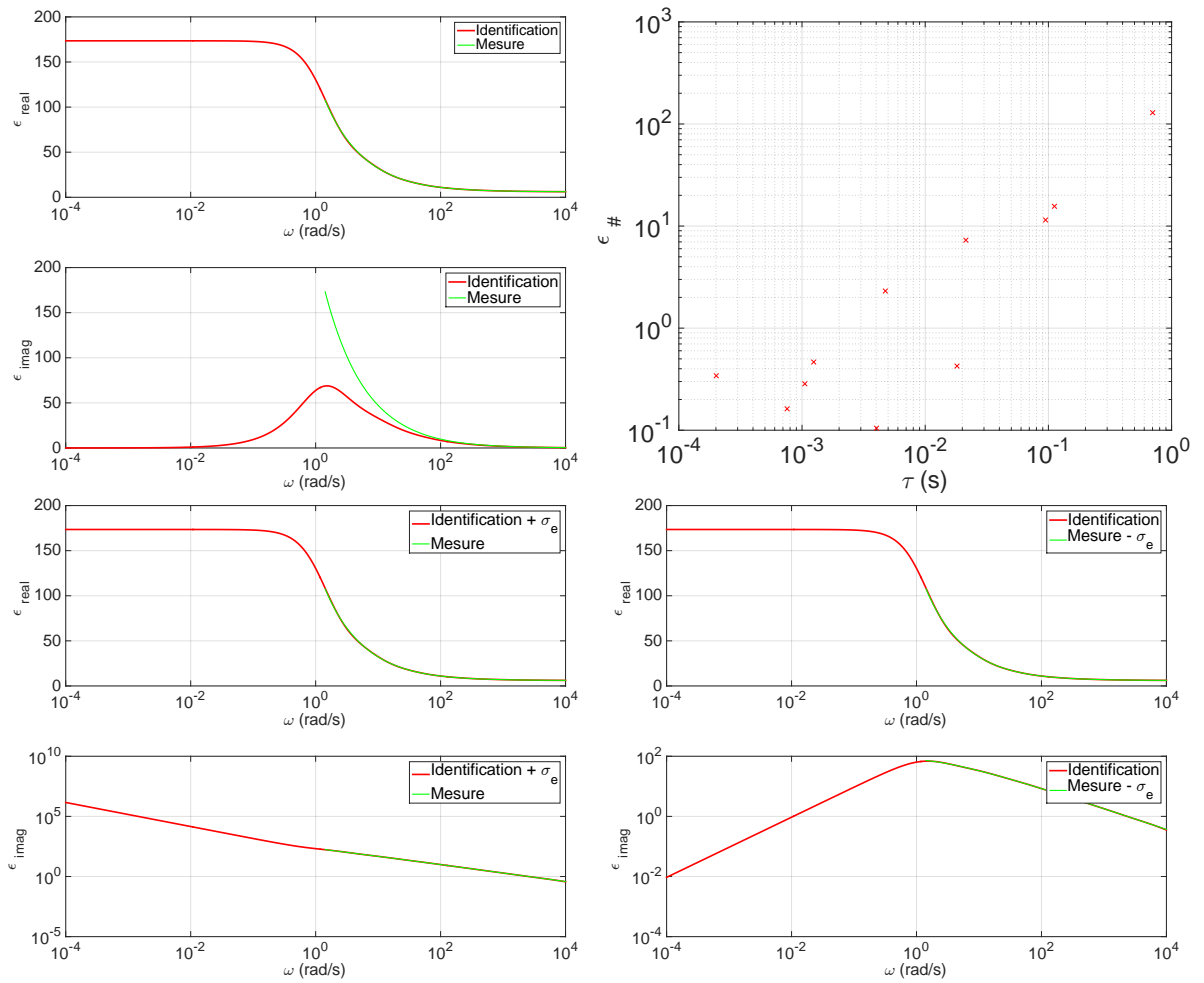 200
150
100
50
0
ϵ real
10^-4 10^-2 10^0 10^2 10^4
ω (rad/s)
Identification
Mesure
200
150
100
50
0
ϵ imag
10^-4 10^-2 10^0 10^2 10^4
ω (rad/s)
Identification
Mesure
10^3
10^2
10^1
10^0
10^-1
ϵ #
10^-4 10^-3 10^-2 10^-1 10^0
τ (s)
200
150
100
50
0
ϵ real
10^-4 10^-2 10^0 10^2 10^4
ω (rad/s)
Identification + σ_e
Mesure
200
150
100
50
0
ϵ real
10^-4 10^-2 10^0 10^2 10^4
ω (rad/s)
Identification
Mesure - σ_e
10^10
10^5
10^0
10^-5
ϵ imag
10^-4 10^-2 10^0 10^2 10^4
ω (rad/s)
Identification + σ_e
Mesure
10^2
10^0
10^-2
10^-4
ϵ imag
10^-4 10^-2 10^0 10^2 10^4
ω (rad/s)
Identification
Mesure - σ_e